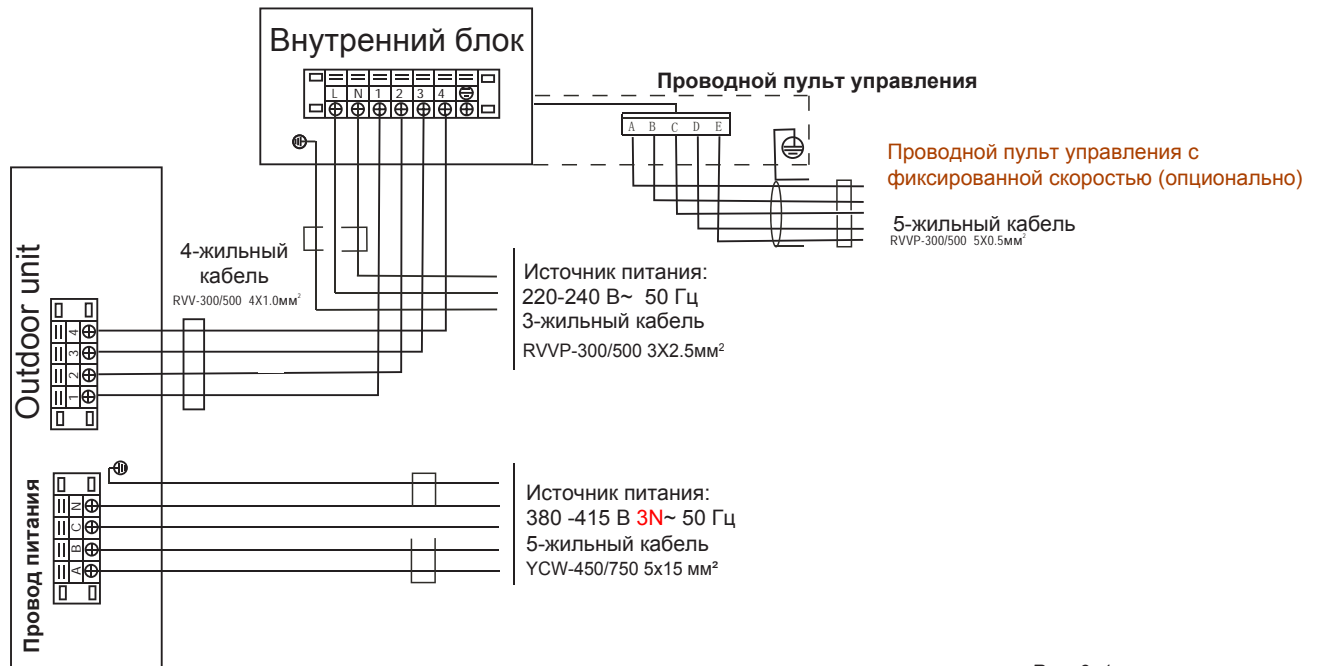 Внутренний блок
L N 1 2 3 4
Проводной пульт управления
A B C D E
Проводной пульт управления с
фиксированной скоростью (опционально)
5-жильный кабель
RVVP-300/500 5X0.5мм²
4-жильный
кабель
RVV-300/500 4X1.0мм²
Источник питания:
220-240 В~ 50 Гц
3-жильный кабель
RVVP-300/500 3X2.5мм²
Outdoor unit
4
3
2
1
Провод питания
N
C
B
A
Источник питания:
380 -415 В 3N~ 50 Гц
5-жильный кабель
YCW-450/750 5x15 мм²